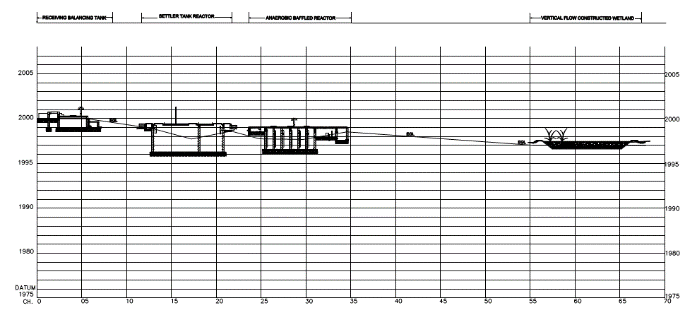 RECEIVING BALANCING TANK SETTLER TANK REACTOR ANAEROBIC BAFFLED REACTOR VERTICAL FLOW CONSTRUCTED WETLAND
2005 2005
2000 2000
1995 1995
1990 1990
1980 1980
DATUM
1975 1975
CH. 0 05 10 15 20 25 30 35 40 45 50 55 60 65 70